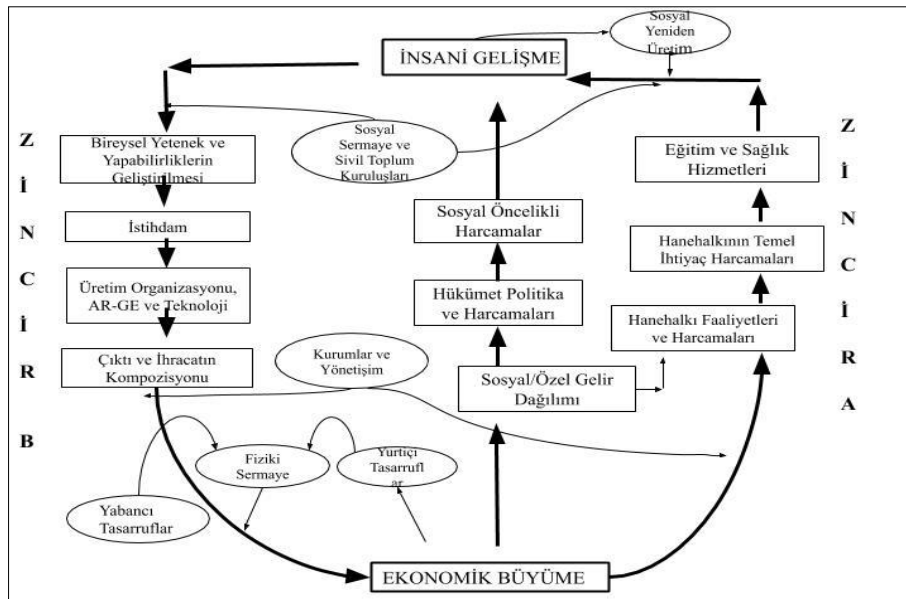 Sosyal
Yeniden
Üretim
İNSANİ GELİŞME
Z
İ
N
C
İ
R
B
Bireysel Yetenek ve
Yapabilirliklerin
Geliştirilmesi
İstihdam
Üretim Organizasyonu,
AR-GE ve Teknoloji
Çıktı ve İhracatın
Kompozisyonu
Sosyal
Sermaye ve
Sivil Toplum
Kuruluşları
Sosyal Öncelikli
Harcamalar
Hükümet Politika
ve Harcamaları
Kurumlar ve
Yönetişim
Sosyal/Özel Gelir
Dağılımı
Eğitim ve Sağlık
Hizmetleri
Hanehalkının Temel
İhtiyaç Harcamaları
Hanehalkı Faaliyetleri
ve Harcamaları
Z
İ
N
C
İ
R
A
Fiziki
Sermaye
Yurtiçi
Tasarrufl
ar
Yabancı
Tasarruflar
EKONOMİK BÜYÜME